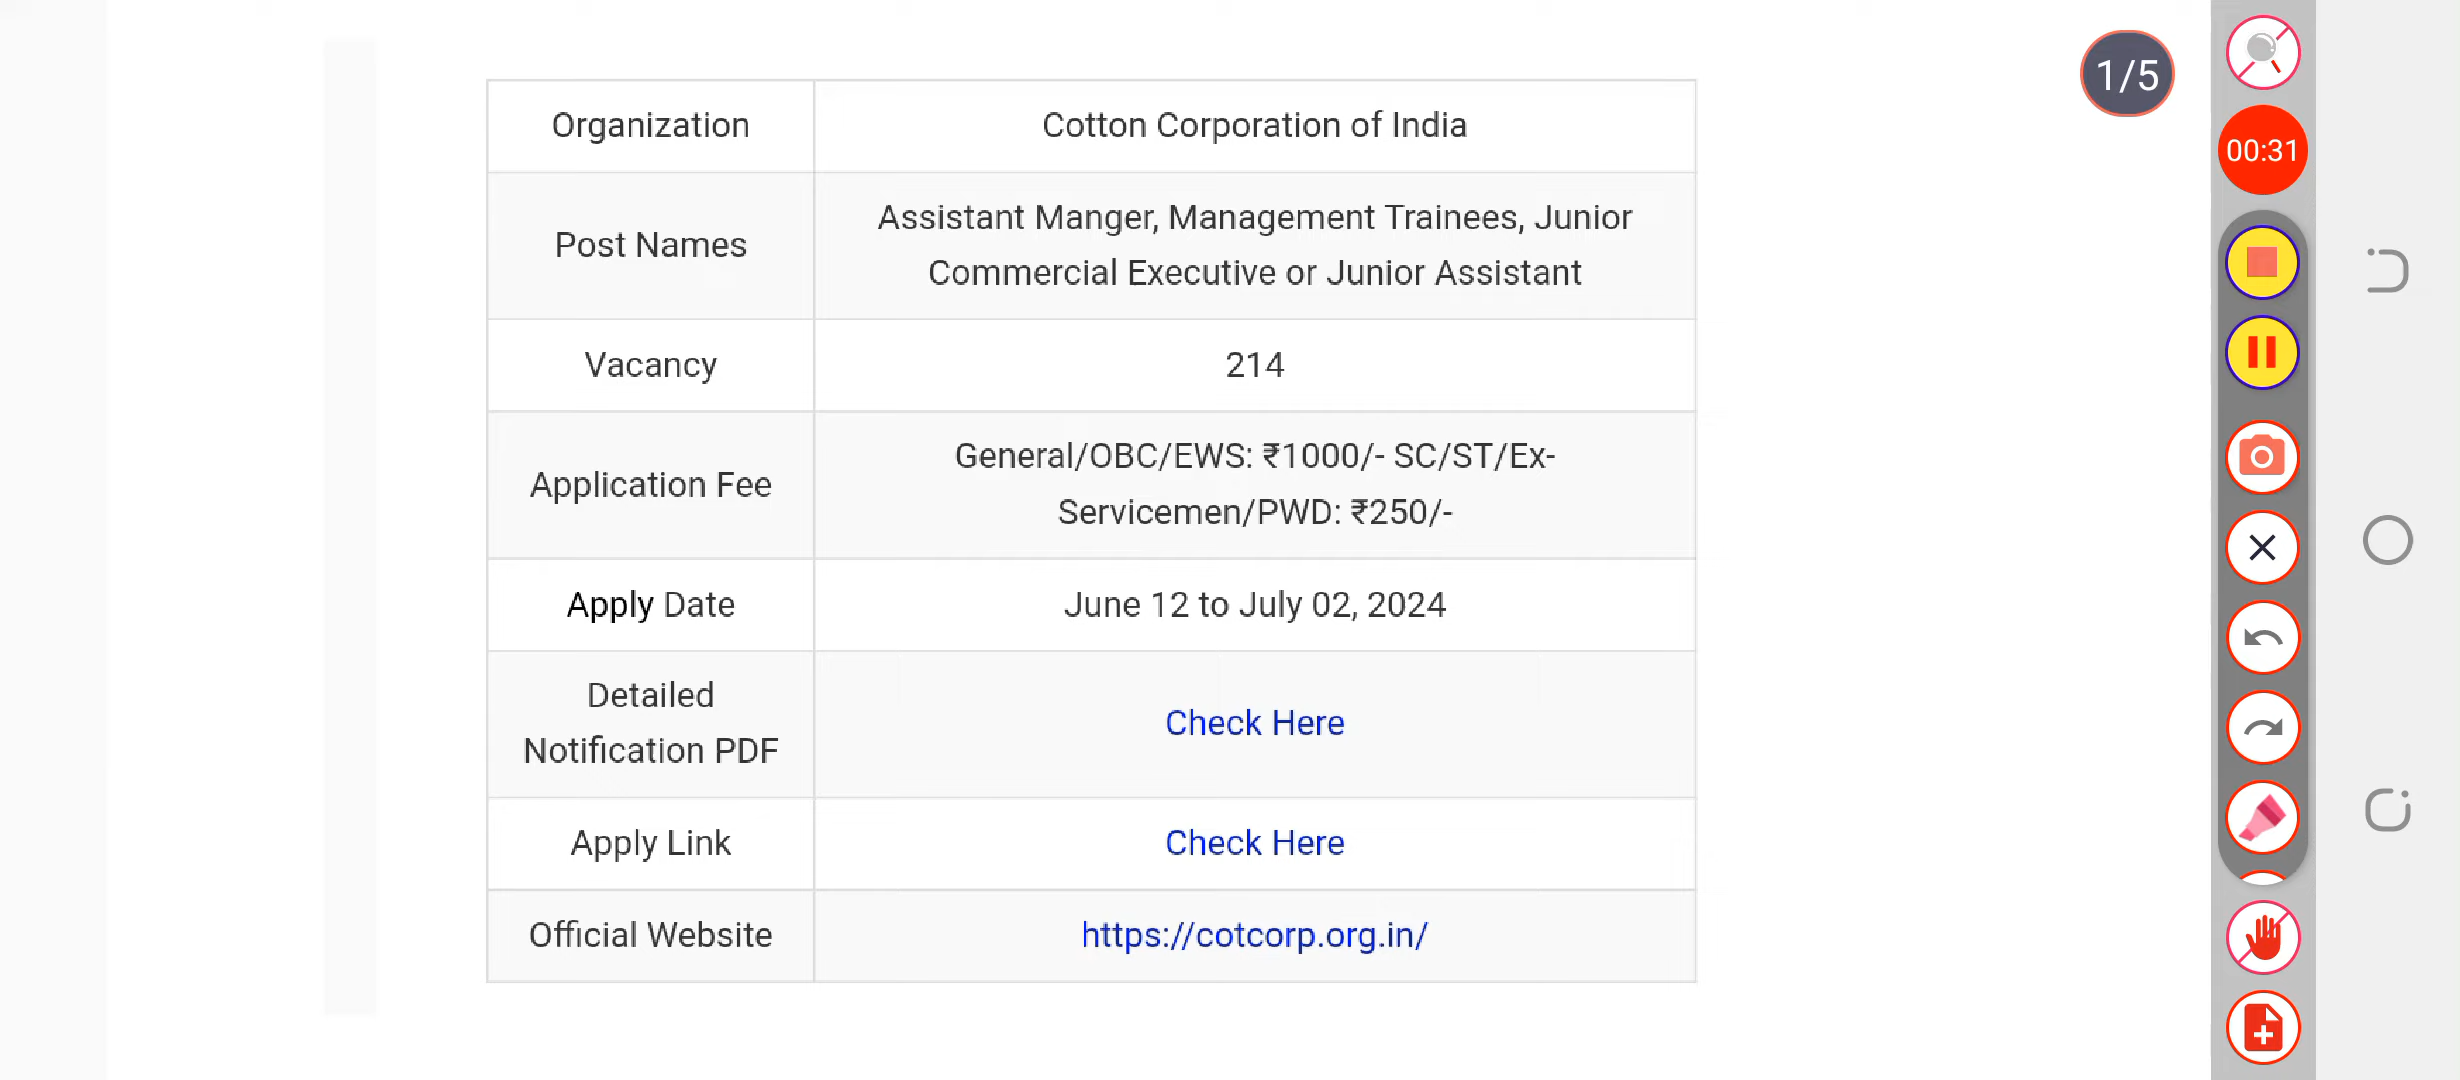 Organization
Cotton Corporation of India
Post Names
Assistant Manger, Management Trainees, Junior
Commercial Executive or Junior Assistant
Vacancy
214
Application Fee
General/OBC/EWS: ₹1000/- SC/ST/Ex-
Servicemen/PWD: ₹250/-
Apply Date
June 12 to July 02, 2024
Detailed
Notification PDF
Check Here
Apply Link
Check Here
Official Website
https://cotcorp.org.in/
1/5
00:31